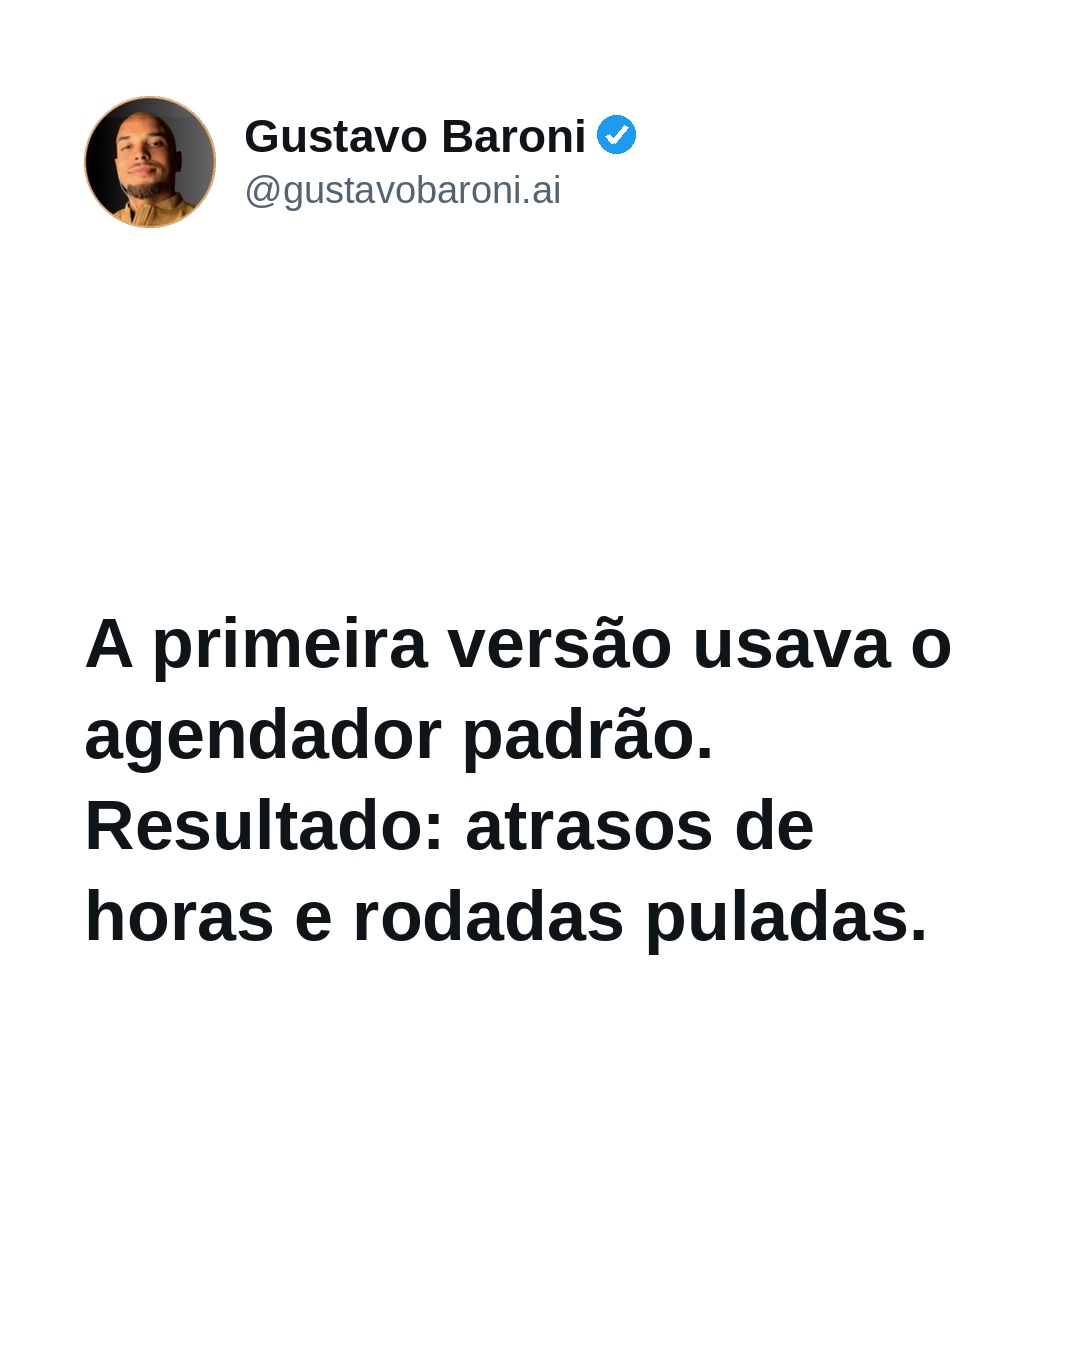 Gustavo Baroni
@gustavobaroni.ai
A primeira versão usava o
agendador padrão.
Resultado: atrasos de
horas e rodadas puladas.